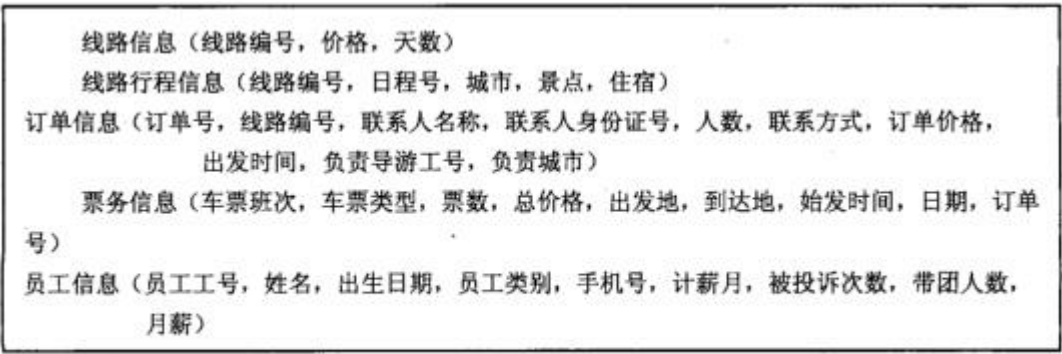 线路信息（线路编号，价格，天数）
线路行程信息（线路编号，日程号，城市，景点，住宿）
订单信息（订单号，线路编号，联系人名称，联系人身份证号，人数，联系方式，订单价格，
出发时间，负责导游工号，负责城市）
票务信息（车票班次，车票类型，票数，总价格，出发地，到达地，始发时间，日期，订单
号）
员工信息（员工工号，姓名，出生日期，员工类别，手机号，计薪月，被投诉次数，带团人数，
月薪）